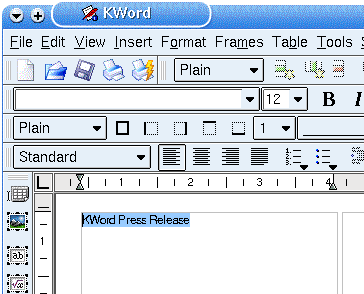 KWord
File Edit View Insert Format Frames Table Tools S
Plain
12 B I
Plain 1
Standard
1 2 3 4
KWord Press Release
1
ab